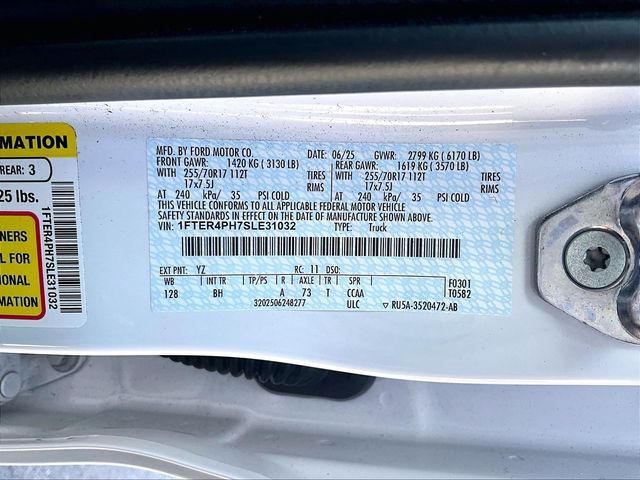 MATION
REAR: 3
25 lbs.
NERS
L FOR
IONAL
MATION
1FTER4PH7SLE31032
MFD. BY FORD MOTOR CO.
DATE: 06/25 GVWR: 2799 KG ( 6170 LB)
FRONT GAWR: 1420 KG ( 3130 LB)
REAR GAWR: 1619 KG ( 3570 LB)
WITH 255/70R17 112T TIRES
WITH 255/70R17 112T TIRES
17x7.5J RIMS
17x7.5J RIMS
AT 240 kPa/ 35 PSI COLD
AT 240 kPa/ 35 PSI COLD
THIS VEHICLE CONFORMS TO ALL APPLICABLE FEDERAL MOTOR VEHICLE
SAFETY STANDARDS IN EFFECT ON THE DATE OF MANUFACTURE SHOWN ABOVE.
VIN: 1FTER4PH7SLE31032 TYPE: Truck
EXT PNT: YZ RC: 11 DSO:
WB INT TR TP/PS R AXLE TR SPR F0301
128 BH A 73 T CCAA T0582
3202506248277 ULC ▽ RU5A-3520472-AB